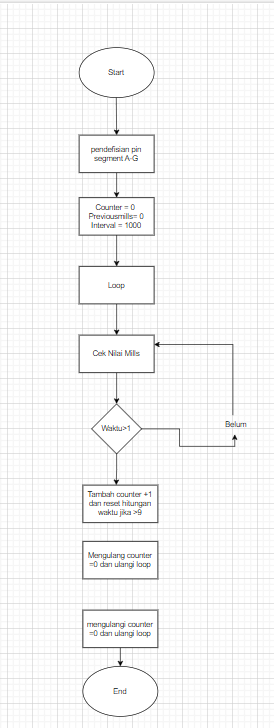 Start
pendefisian pin
segment A-G
Counter = 0
Previousmills= 0
Interval = 1000
Loop
Cek Nilai Mills
Waktu>1
Belum
Tambah counter +1
dan reset hitungan
waktu jika >9
Mengulang counter
=0 dan ulangi loop
mengulangi counter
=0 dan ulangi loop
End